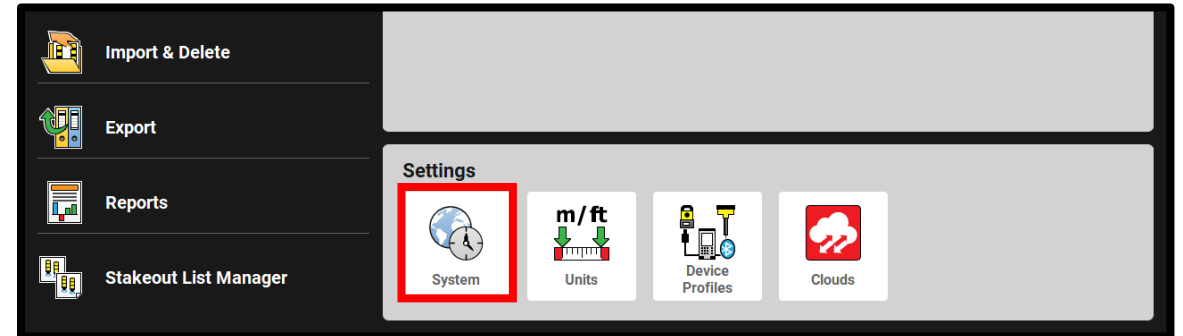 Import & Delete
Export
Reports
Stakeout List Manager
Settings
System
m/ft
Units
Device
Profiles
Clouds